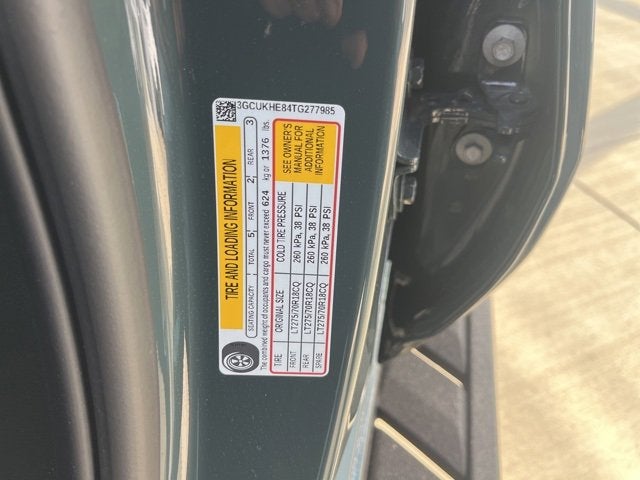 3GCUKHE84TG277985
TIRE AND LOADING INFORMATION
SEATING CAPACITY TOTAL 5 FRONT 2 REAR 3
The combined weight of occupants and cargo must never exceed 624 kg or 1376 lbs.
TIRE ORIGINAL SIZE COLD TIRE PRESSURE
FRONT LT275/70R18CQ 260 kPa, 38 PSI
REAR LT275/70R18CQ 260 kPa, 38 PSI
SPARE LT275/70R18CQ 260 kPa, 38 PSI
SEE OWNER'S
MANUAL FOR
ADDITIONAL
INFORMATION